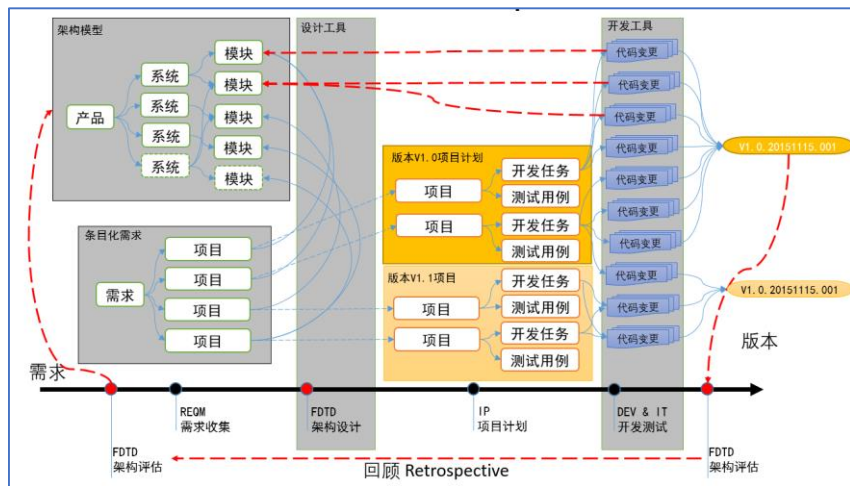 架构模型
产品
系统
系统
系统
系统
模块
模块
模块
模块
模块
条目化需求
需求
项目
项目
项目
项目
设计工具
版本V1.0项目计划
项目
项目
开发任务
测试用例
开发任务
测试用例
版本V1.1项目
项目
项目
开发任务
测试用例
开发任务
测试用例
开发工具
代码变更
代码变更
代码变更
代码变更
代码变更
代码变更
代码变更
代码变更
代码变更
代码变更
V1.0.20151115.001
V1.0.20151115.001
需求
版本
FDTD
架构评估
REQM
需求收集
FDTD
架构设计
IP
项目计划
DEV & IT
开发测试
FDTD
架构评估
回顾 Retrospective